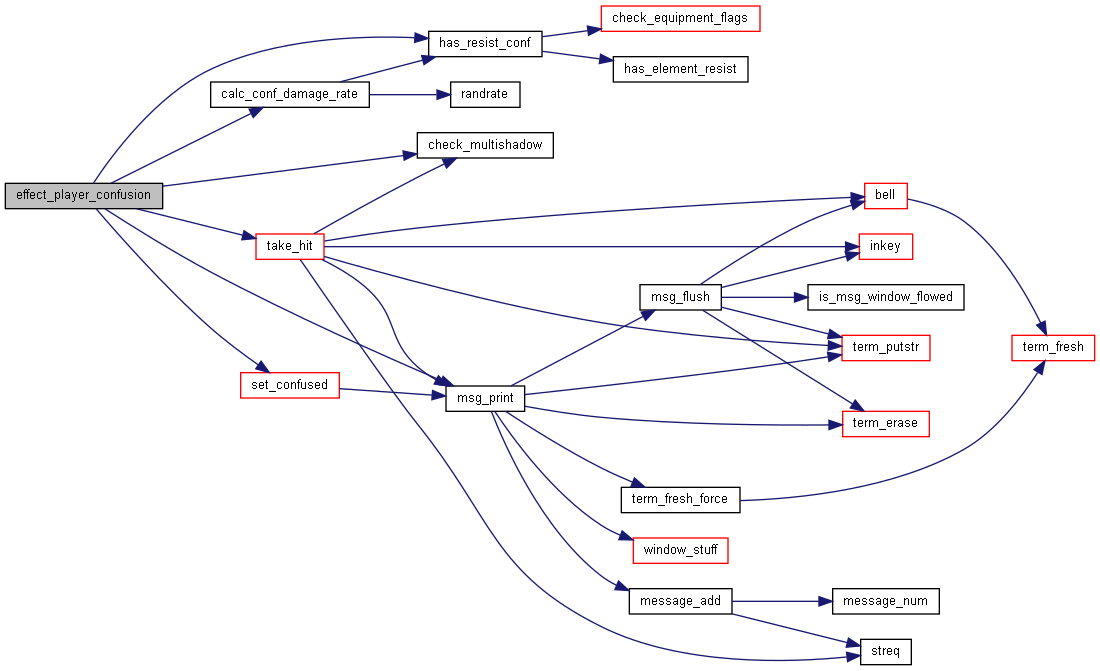 check_equipment_flags
has_resist_conf
has_element_resist
calc_conf_damage_rate
randrate
check_multishadow
effect_player_confusion
bell
take_hit
inkey
msg_flush
is_msg_window_flowed
term_putstr
term_fresh
set_confused
msg_print
term_erase
term_fresh_force
window_stuff
message_add
message_num
streq